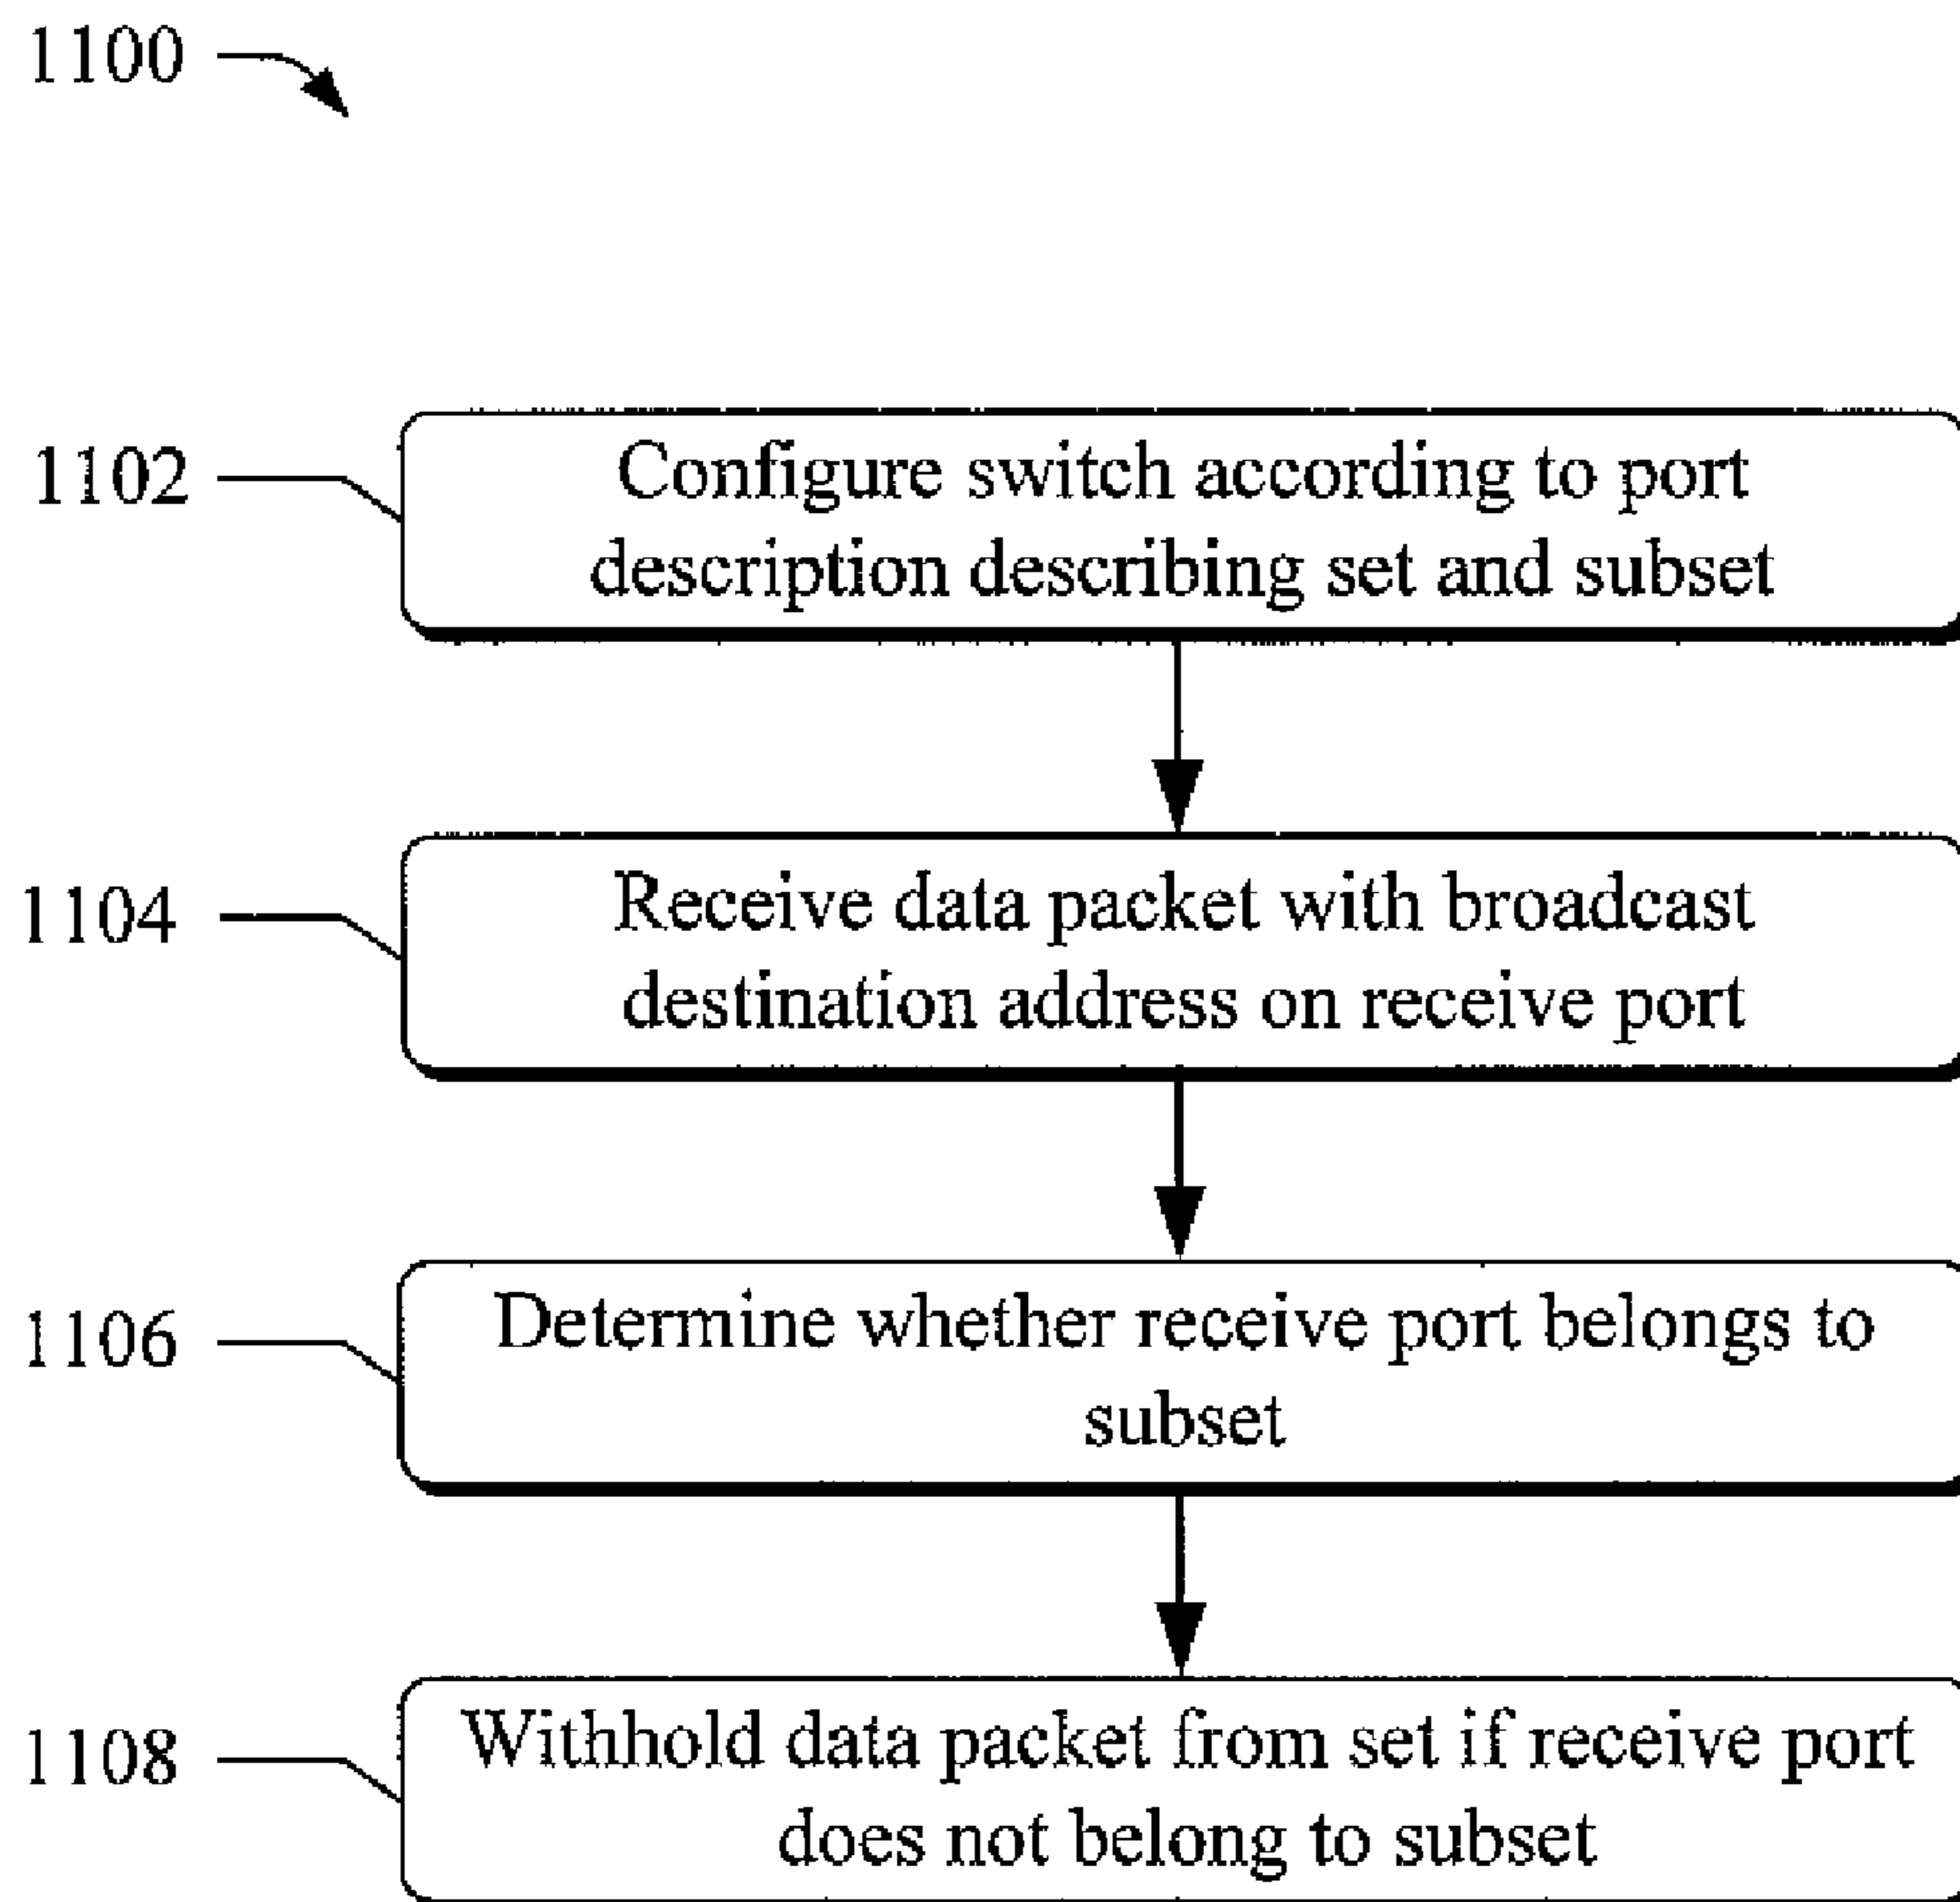 1100
1102
Configure switch according to port
description describing set and subset
1104
Receive data packet with broadcast
destination address on receive port
1106
Determine whether receive port belongs to
subset
1108
Withhold data packet from set if receive port
does not belong to subset